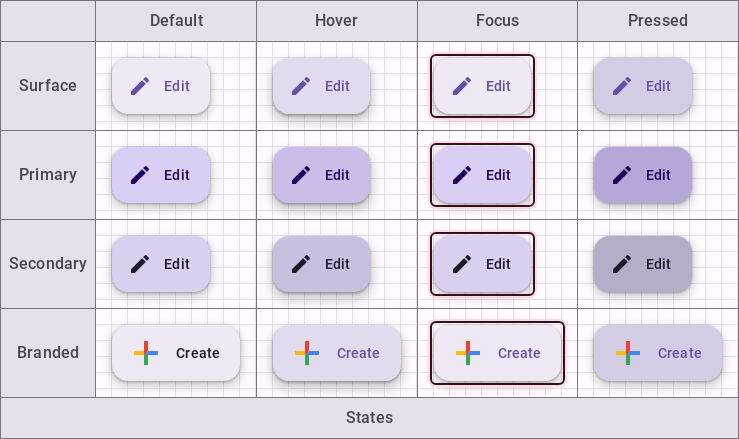 Default Hover Focus Pressed
Surface Edit Edit Edit Edit
Primary Edit Edit Edit Edit
Secondary Edit Edit Edit Edit
Branded Create Create Create Create
States